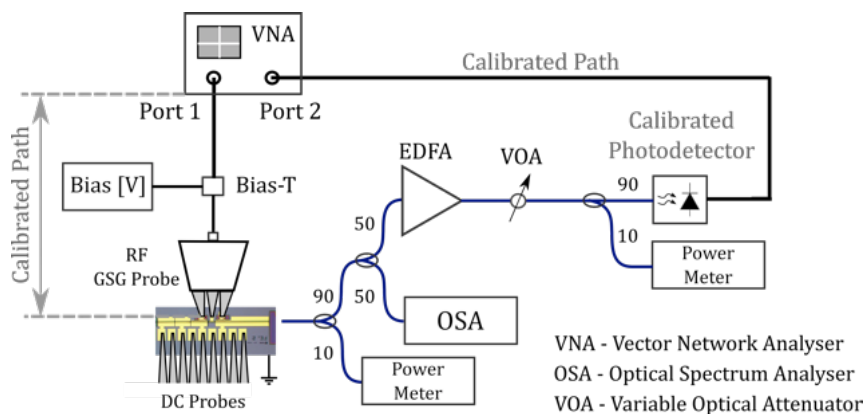 VNA
Calibrated Path
Port 1
Port 2
Calibrated
Photodetector
Calibrated Path
EDFA
VOA
90
Bias [V]
Bias-T
50
10
RF
GSG Probe
Power
Meter
90
50
OSA
10
VNA - Vector Network Analyser
Power
Meter
OSA - Optical Spectrum Analyser
DC Probes
VOA - Variable Optical Attenuator